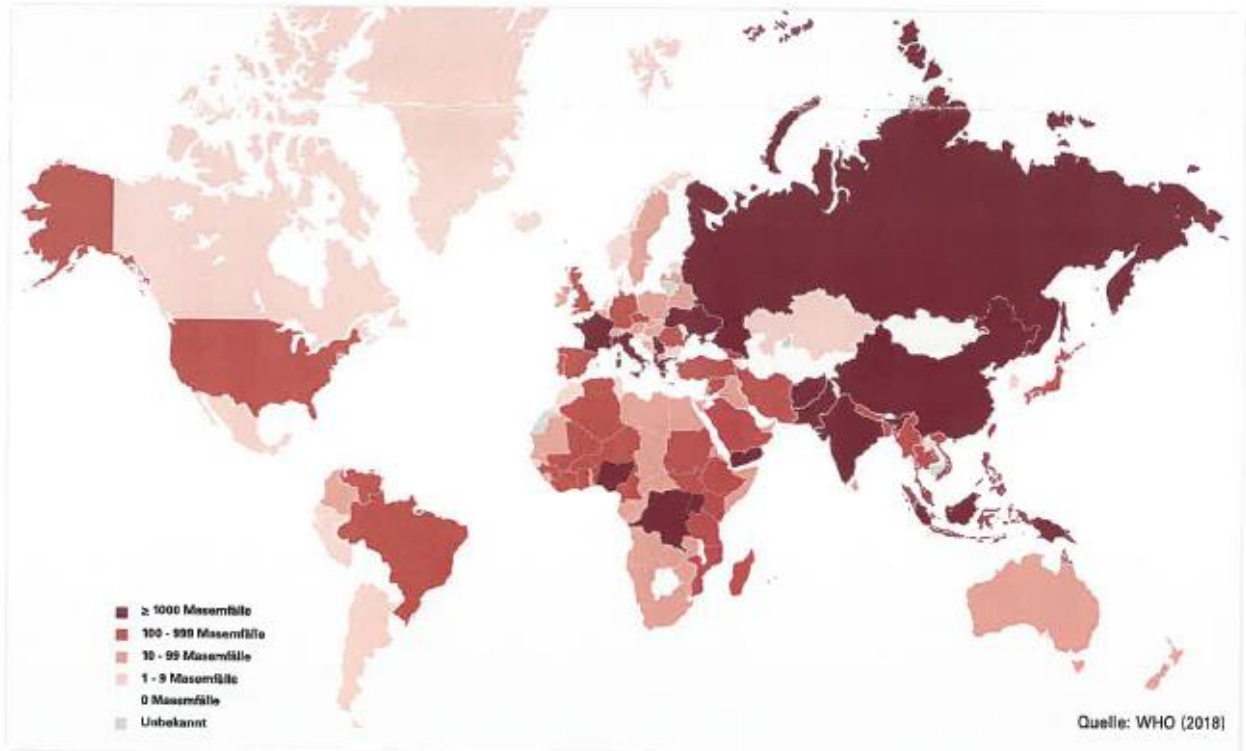 ≥ 1000 Masernfälle
100 - 999 Masernfälle
10 - 99 Masernfälle
1 - 9 Masernfälle
0 Masernfälle
Unbekannt
Quelle: WHO (2018)